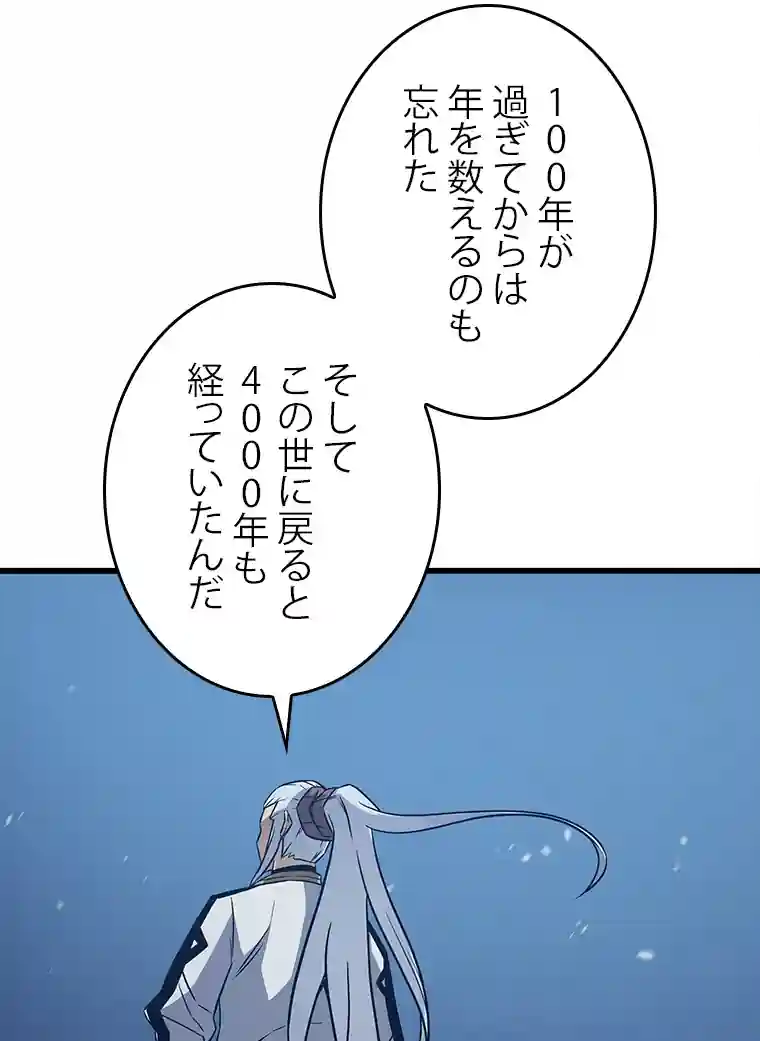 100年が
過ぎてからは
年を数えるのも
忘れた
そして
この世に戻ると
4000年も
経っていたんだ